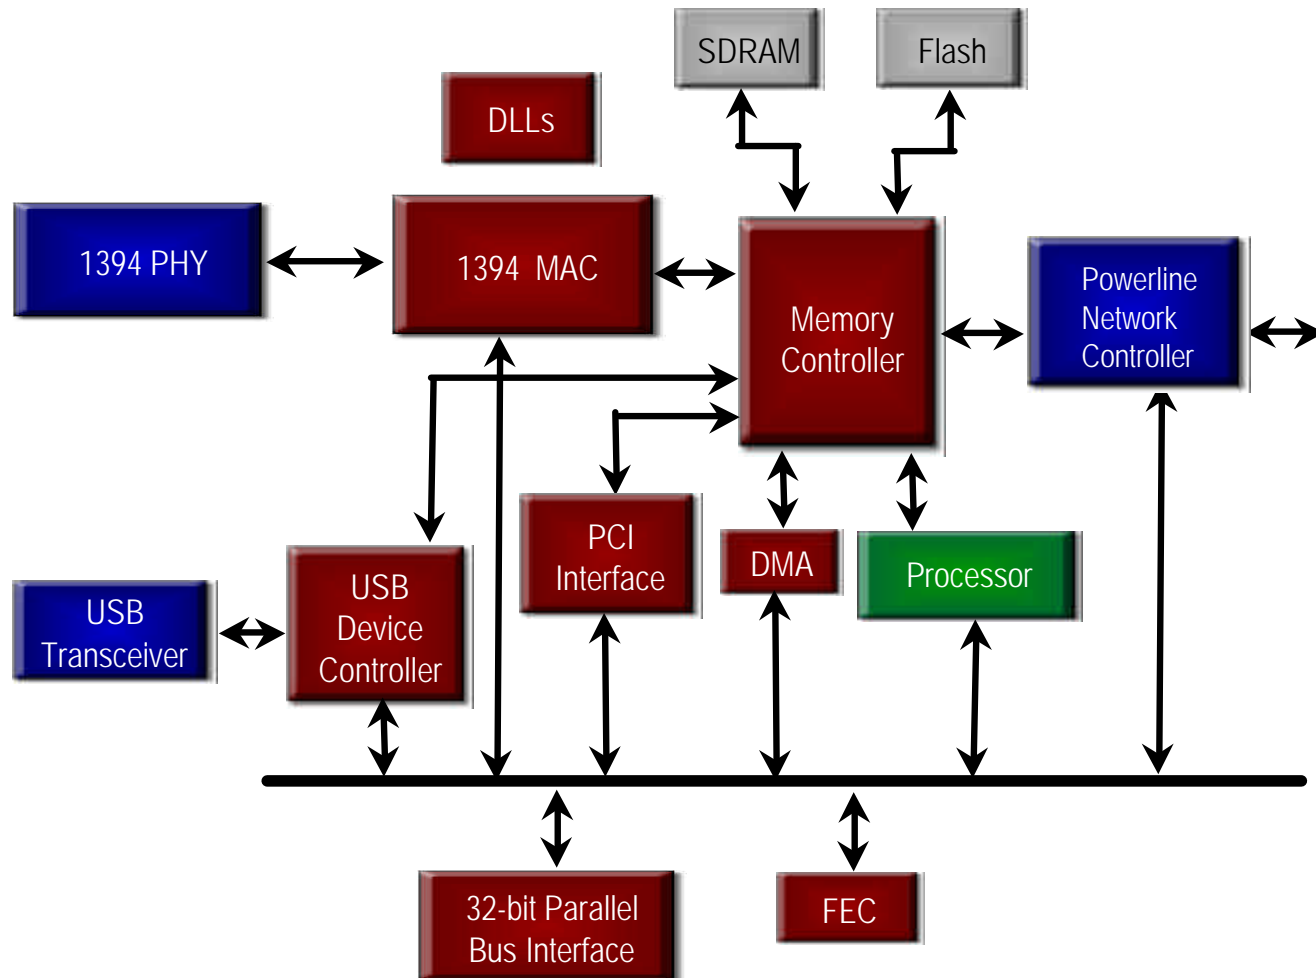 SDRAM
Flash
DLLs
1394 PHY
1394 MAC
Memory
Controller
Powerline
Network
Controller
PCI
Interface
DMA
Processor
USB
Transceiver
USB
Device
Controller
32-bit Parallel
Bus Interface
FEC